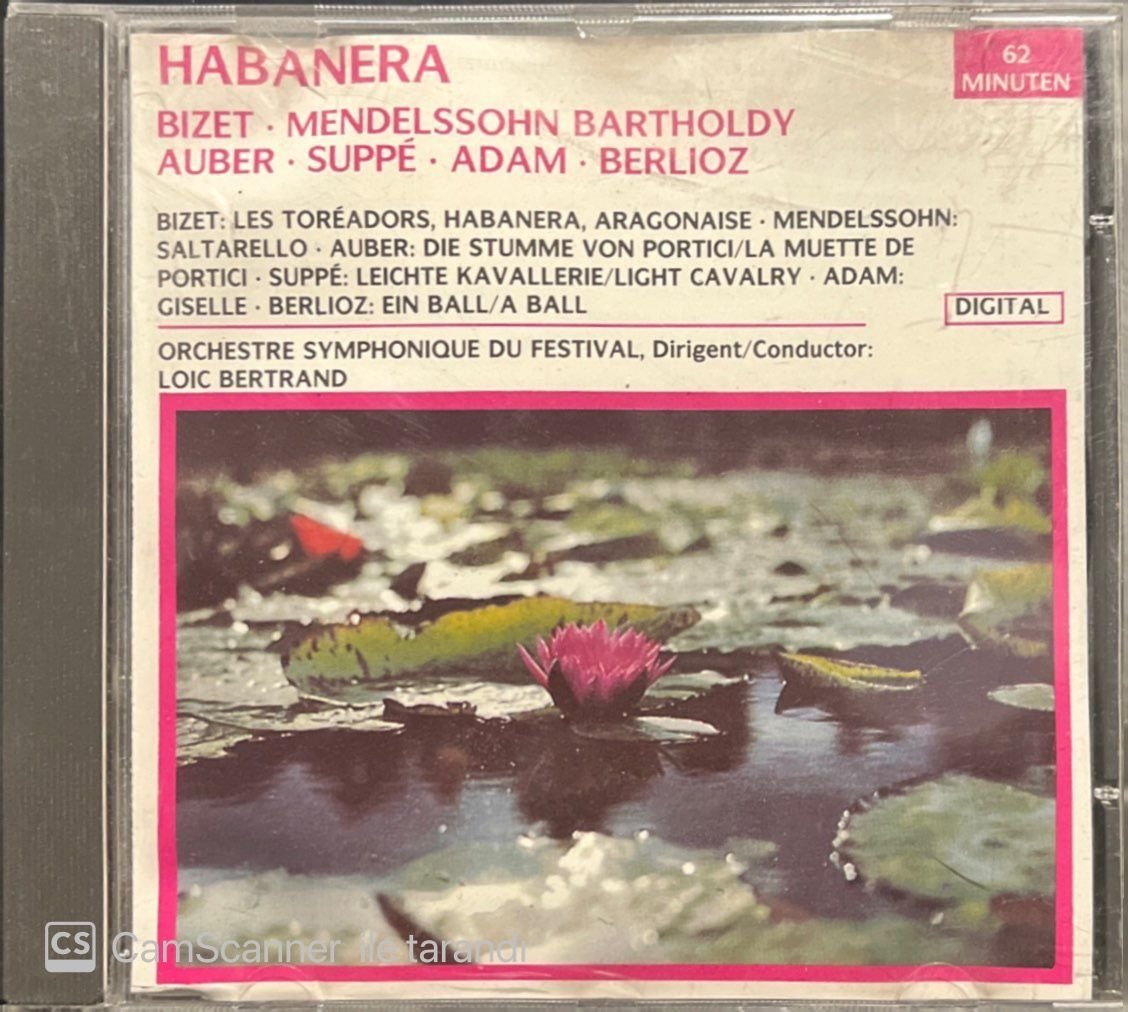 HABANERA
62
MINUTEN
BIZET · MENDELSSOHN BARTHOLDY
AUBER · SUPPÉ · ADAM · BERLIOZ
BIZET: LES TORÉADORS, HABANERA, ARAGONAISE · MENDELSSOHN:
SALTARELLO · AUBER: DIE STUMME VON PORTICI/LA MUETTE DE
PORTICI · SUPPÉ: LEICHTE KAVALLERIE/LIGHT CAVALRY · ADAM:
GISELLE · BERLIOZ: EIN BALL/A BALL
DIGITAL
ORCHESTRE SYMPHONIQUE DU FESTIVAL, Dirigent/Conductor:
LOIC BERTRAND
CS CamScanner ile tarandı